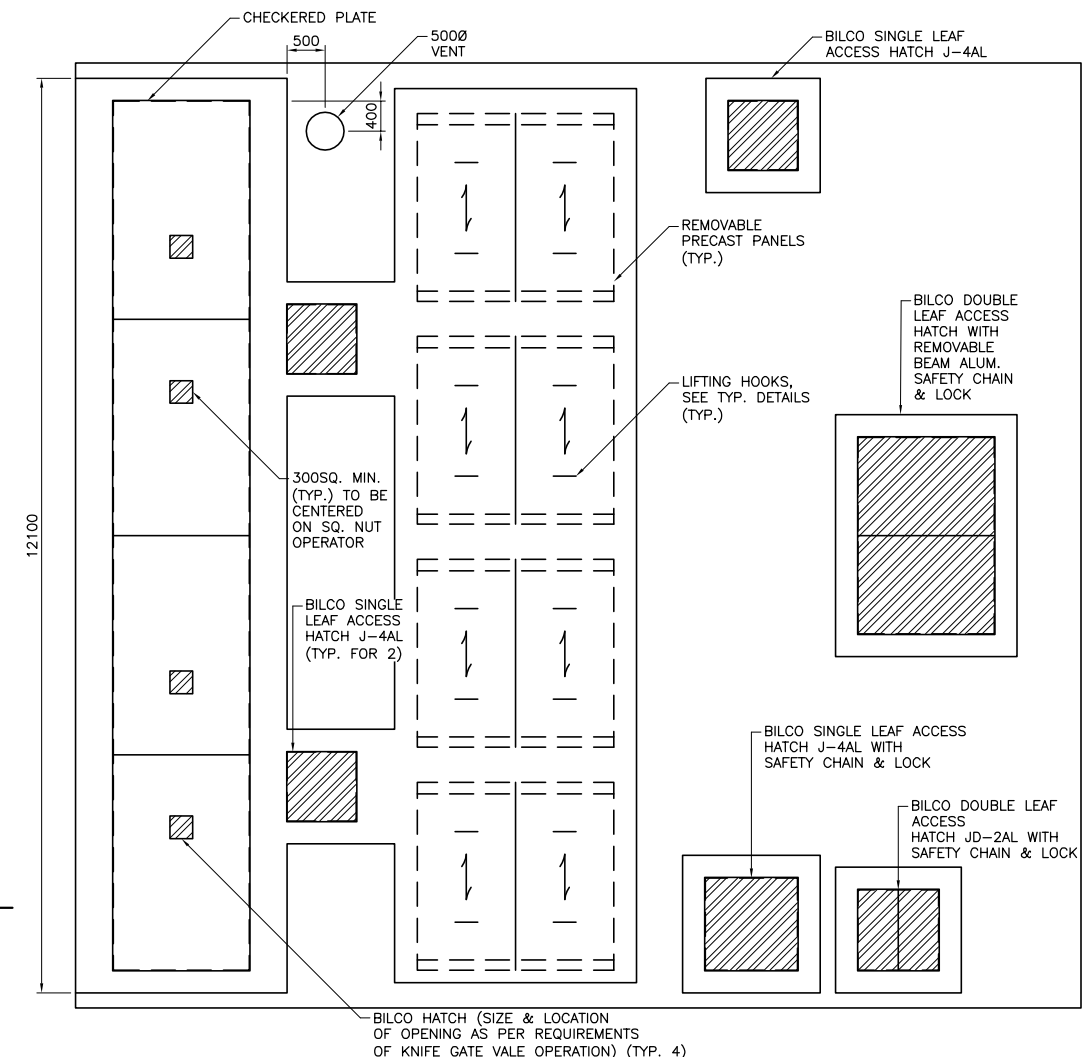 CHECKERED PLATE
500
500Ø
VENT
400
BILCO SINGLE LEAF
ACCESS HATCH J-4AL
REMOVABLE
PRECAST PANELS
(TYP.)
BILCO DOUBLE
LEAF ACCESS
HATCH WITH
REMOVABLE
BEAM ALUM.
SAFETY CHAIN
& LOCK
LIFTING HOOKS,
SEE TYP. DETAILS
(TYP.)
300SQ. MIN.
(TYP.) TO BE
CENTERED
ON SQ. NUT
OPERATOR
12100
BILCO SINGLE
LEAF ACCESS
HATCH J-4AL
(TYP. FOR 2)
BILCO SINGLE LEAF ACCESS
HATCH J-4AL WITH
SAFETY CHAIN & LOCK
BILCO DOUBLE LEAF
ACCESS
HATCH JD-2AL WITH
SAFETY CHAIN & LOCK
BILCO HATCH (SIZE & LOCATION
OF OPENING AS PER REQUIREMENTS
OF KNIFE GATE VALE OPERATION) (TYP. 4)